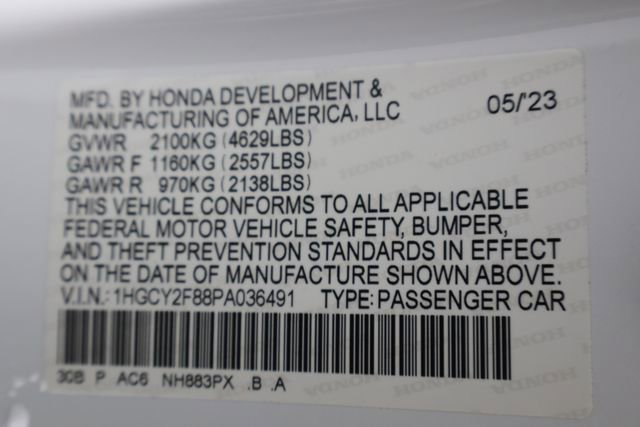 MFD. BY HONDA DEVELOPMENT &
MANUFACTURING OF AMERICA, LLC 05/'23
GVWR 2100KG (4629LBS)
GAWR F 1160KG (2557LBS)
GAWR R 970KG (2138LBS)
THIS VEHICLE CONFORMS TO ALL APPLICABLE
FEDERAL MOTOR VEHICLE SAFETY, BUMPER,
AND THEFT PREVENTION STANDARDS IN EFFECT
ON THE DATE OF MANUFACTURE SHOWN ABOVE.
V.I.N.: 1HGCY2F88PA036491 TYPE: PASSENGER CAR
30B P AC6 NH883PX .B .A